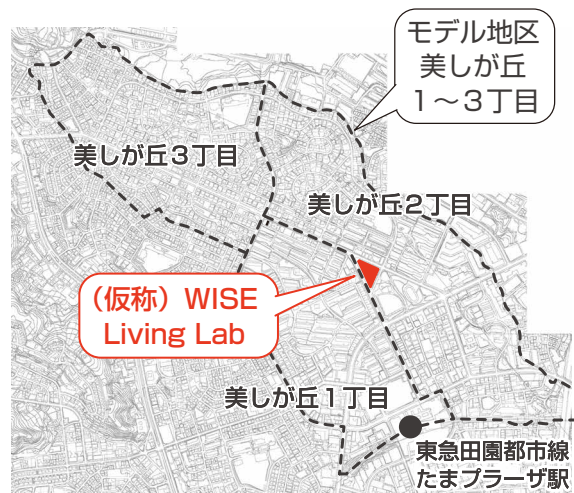 モデル地区
美しが丘
1～3丁目
美しが丘3丁目
美しが丘2丁目
（仮称）WISE
Living Lab
美しが丘1丁目
東急田園都市線
たまプラーザ駅